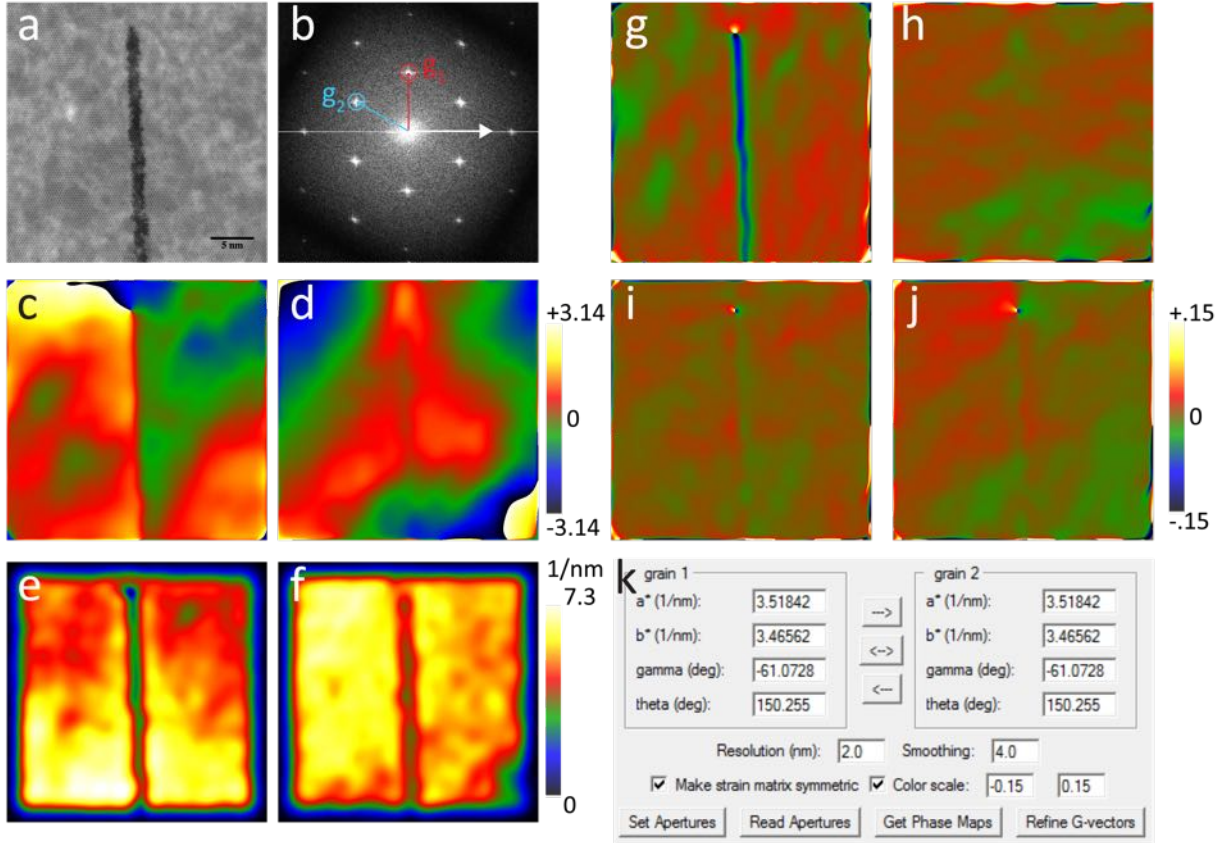 a
5 nm
b
g1
g2
c
d
+3.14
0
-3.14
e
f
1/nm
7.3
0
g
h
i
j
+.15
0
-.15
k
grain 1
a* (1/nm): 3.51842
b* (1/nm): 3.46562
gamma (deg): -61.0728
theta (deg): 150.255
--->
<-->
<---
grain 2
a* (1/nm): 3.51842
b* (1/nm): 3.46562
gamma (deg): -61.0728
theta (deg): 150.255
Resolution (nm): 2.0 Smoothing: 4.0
Make strain matrix symmetric Color scale: -0.15 0.15
Set Apertures Read Apertures Get Phase Maps Refine G-vectors